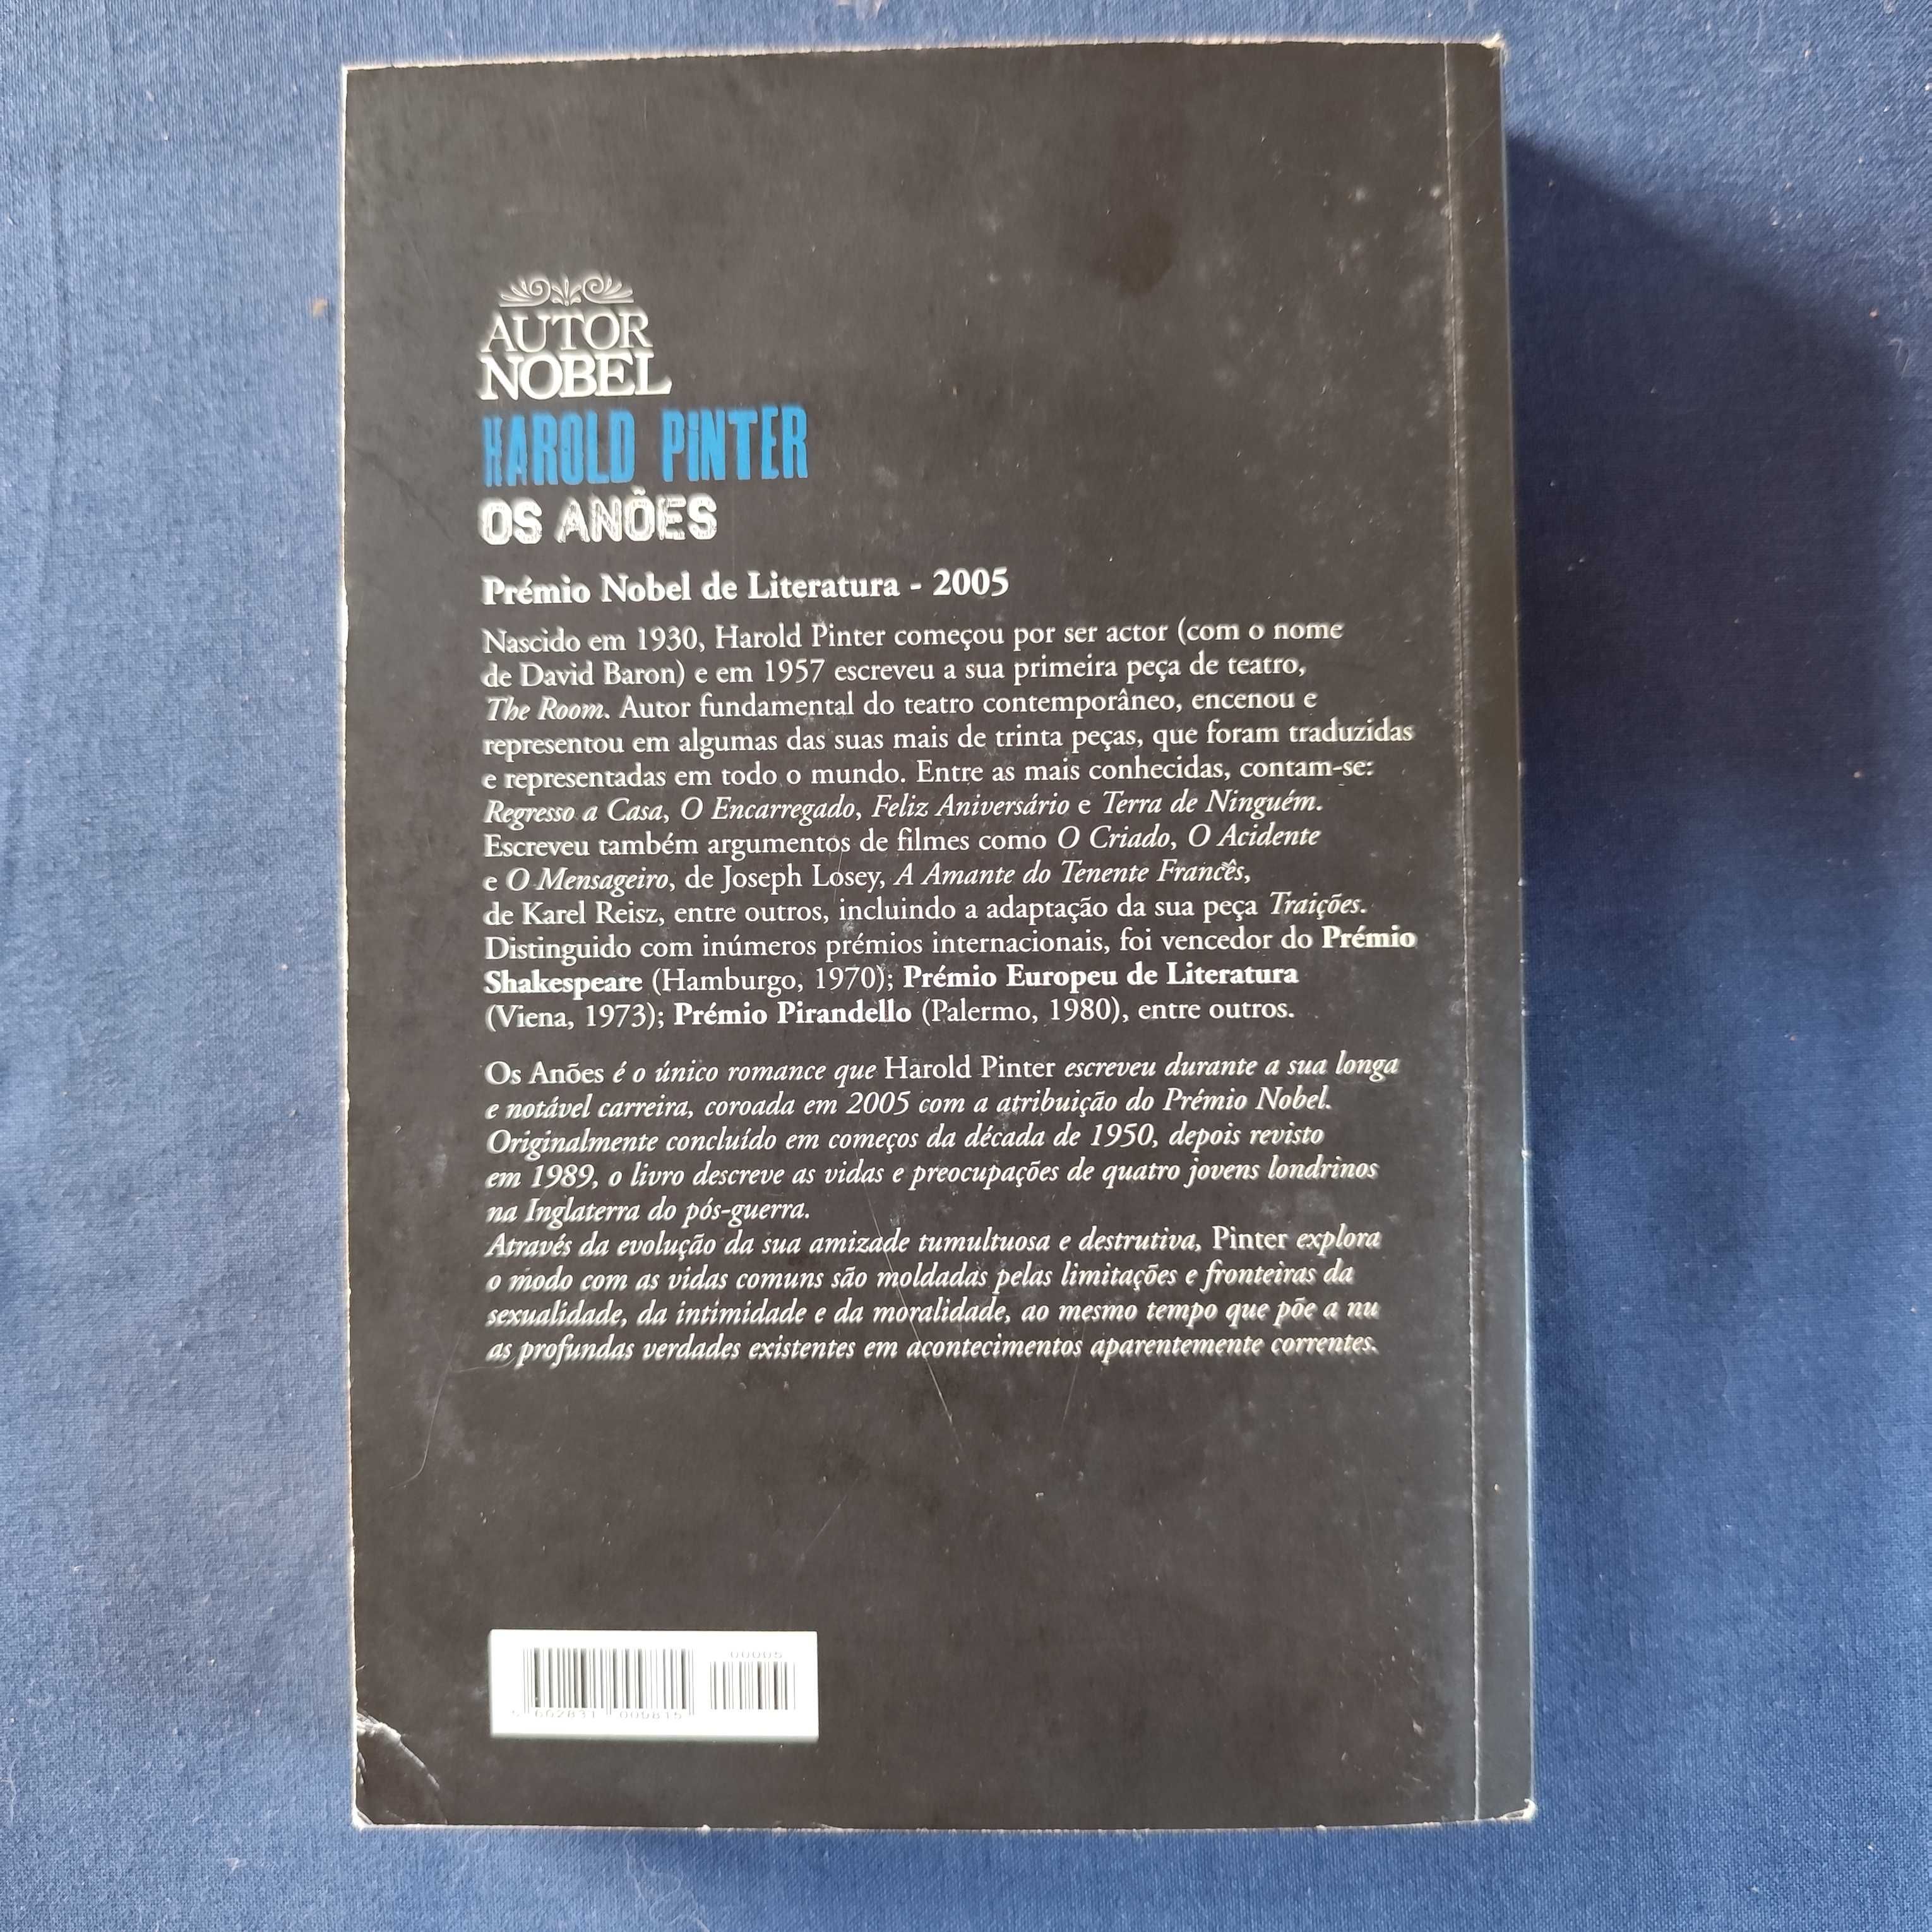 AUTOR
NOBEL
HAROLD PINTER
OS ANÕES
Prémio Nobel de Literatura - 2005
Nascido em 1930, Harold Pinter começou por ser actor (com o nome
de David Baron) e em 1957 escreveu a sua primeira peça de teatro,
The Room. Autor fundamental do teatro contemporâneo, encenou e
representou em algumas das suas mais de trinta peças, que foram traduzidas
e representadas em todo o mundo. Entre as mais conhecidas, contam-se:
Regresso a Casa, O Encarregado, Feliz Aniversário e Terra de Ninguém.
Escreveu também argumentos de filmes como O Criado, O Acidente
e O Mensageiro, de Joseph Losey, A Amante do Tenente Francês,
de Karel Reisz, entre outros, incluindo a adaptação da sua peça Traições.
Distinguido com inúmeros prémios internacionais, foi vencedor do Prémio
Shakespeare (Hamburgo, 1970); Prémio Europeu de Literatura
(Viena, 1973); Prémio Pirandello (Palermo, 1980), entre outros.
Os Anões é o único romance que Harold Pinter escreveu durante a sua longa
e notável carreira, coroada em 2005 com a atribuição do Prémio Nobel.
Originalmente concluído em começos da década de 1950, depois revisto
em 1989, o livro descreve as vidas e preocupações de quatro jovens londrinos
na Inglaterra do pós-guerra.
Através da evolução da sua amizade tumultuosa e destrutiva, Pinter explora
o modo com as vidas comuns são moldadas pelas limitações e fronteiras da
sexualidade, da intimidade e da moralidade, ao mesmo tempo que põe a nu
as profundas verdades existentes em acontecimentos aparentemente correntes.
00005